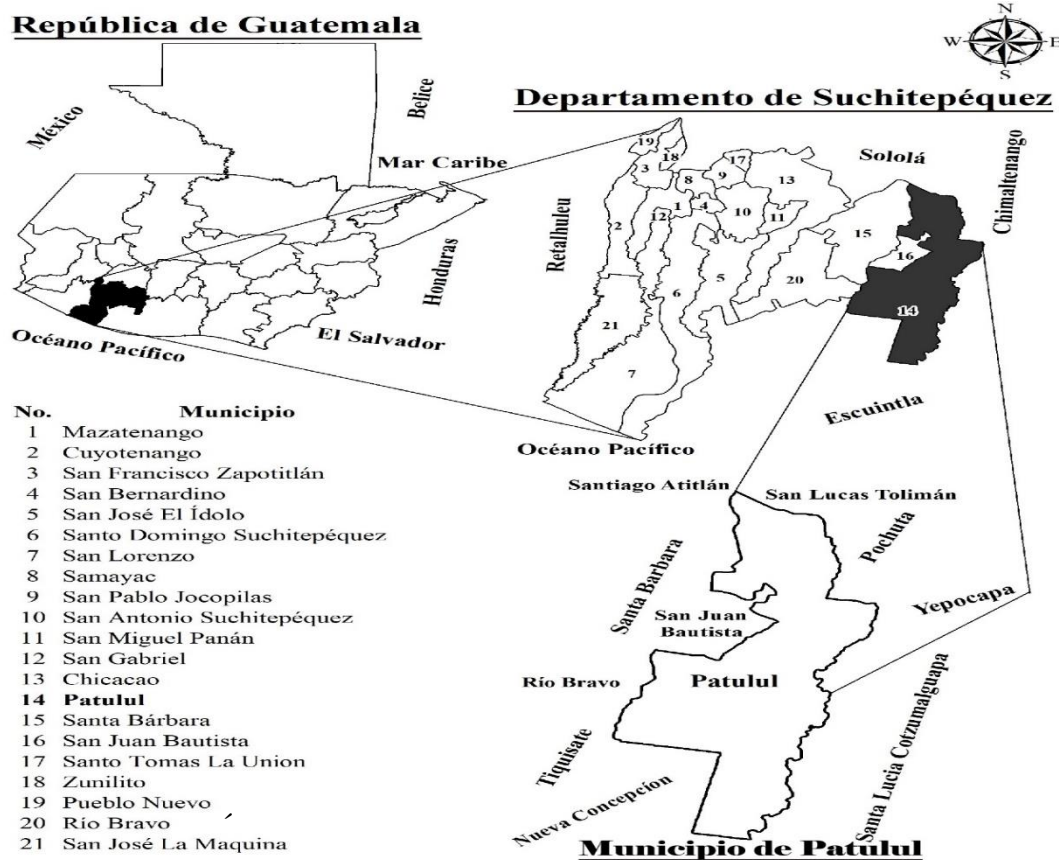 República de Guatemala
N
W E
S
México
Belice
Mar Caribe
Honduras
El Salvador
Océano Pacífico
Departamento de Suchitepéquez
Sololá
Chimaltenango
Retalhuleu
Escuintla
Océano Pacífico
19
18
17
3
8
9
13
1
4
2
12
10
11
15
16
5
20
6
21
14
7
No. Municipio
1 Mazatenango
2 Cuyotenango
3 San Francisco Zapotitlán
4 San Bernardino
5 San José El Ídolo
6 Santo Domingo Suchitepéquez
7 San Lorenzo
8 Samayac
9 San Pablo Jocopilas
10 San Antonio Suchitepéquez
11 San Miguel Panán
12 San Gabriel
13 Chicacao
14 Patulul
15 Santa Bárbara
16 San Juan Bautista
17 Santo Tomas La Union
18 Zunilito
19 Pueblo Nuevo
20 Río Bravo
21 San José La Maquina
Santiago Atitlán
San Lucas Tolimán
Pochuta
Santa Barbara
Yepocapa
San Juan
Bautista
Río Bravo
Patulul
Tiquisate
Santa Lucia Cotzumalguapa
Nueva Concepcíon
Municipio de Patulul